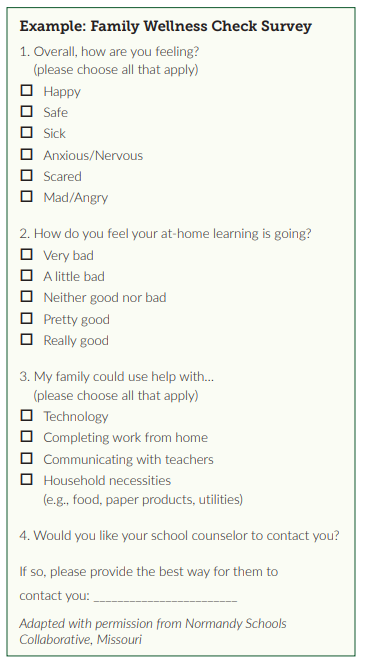 Example: Family Wellness Check Survey
1. Overall, how are you feeling?
(please choose all that apply)
☐ Happy
☐ Safe
☐ Sick
☐ Anxious/Nervous
☐ Scared
☐ Mad/Angry
2. How do you feel your at-home learning is going?
☐ Very bad
☐ A little bad
☐ Neither good nor bad
☐ Pretty good
☐ Really good
3. My family could use help with...
(please choose all that apply)
☐ Technology
☐ Completing work from home
☐ Communicating with teachers
☐ Household necessities
(e.g., food, paper products, utilities)
4. Would you like your school counselor to contact you?
If so, please provide the best way for them to
contact you: ________________________
Adapted with permission from Normandy Schools
Collaborative, Missouri